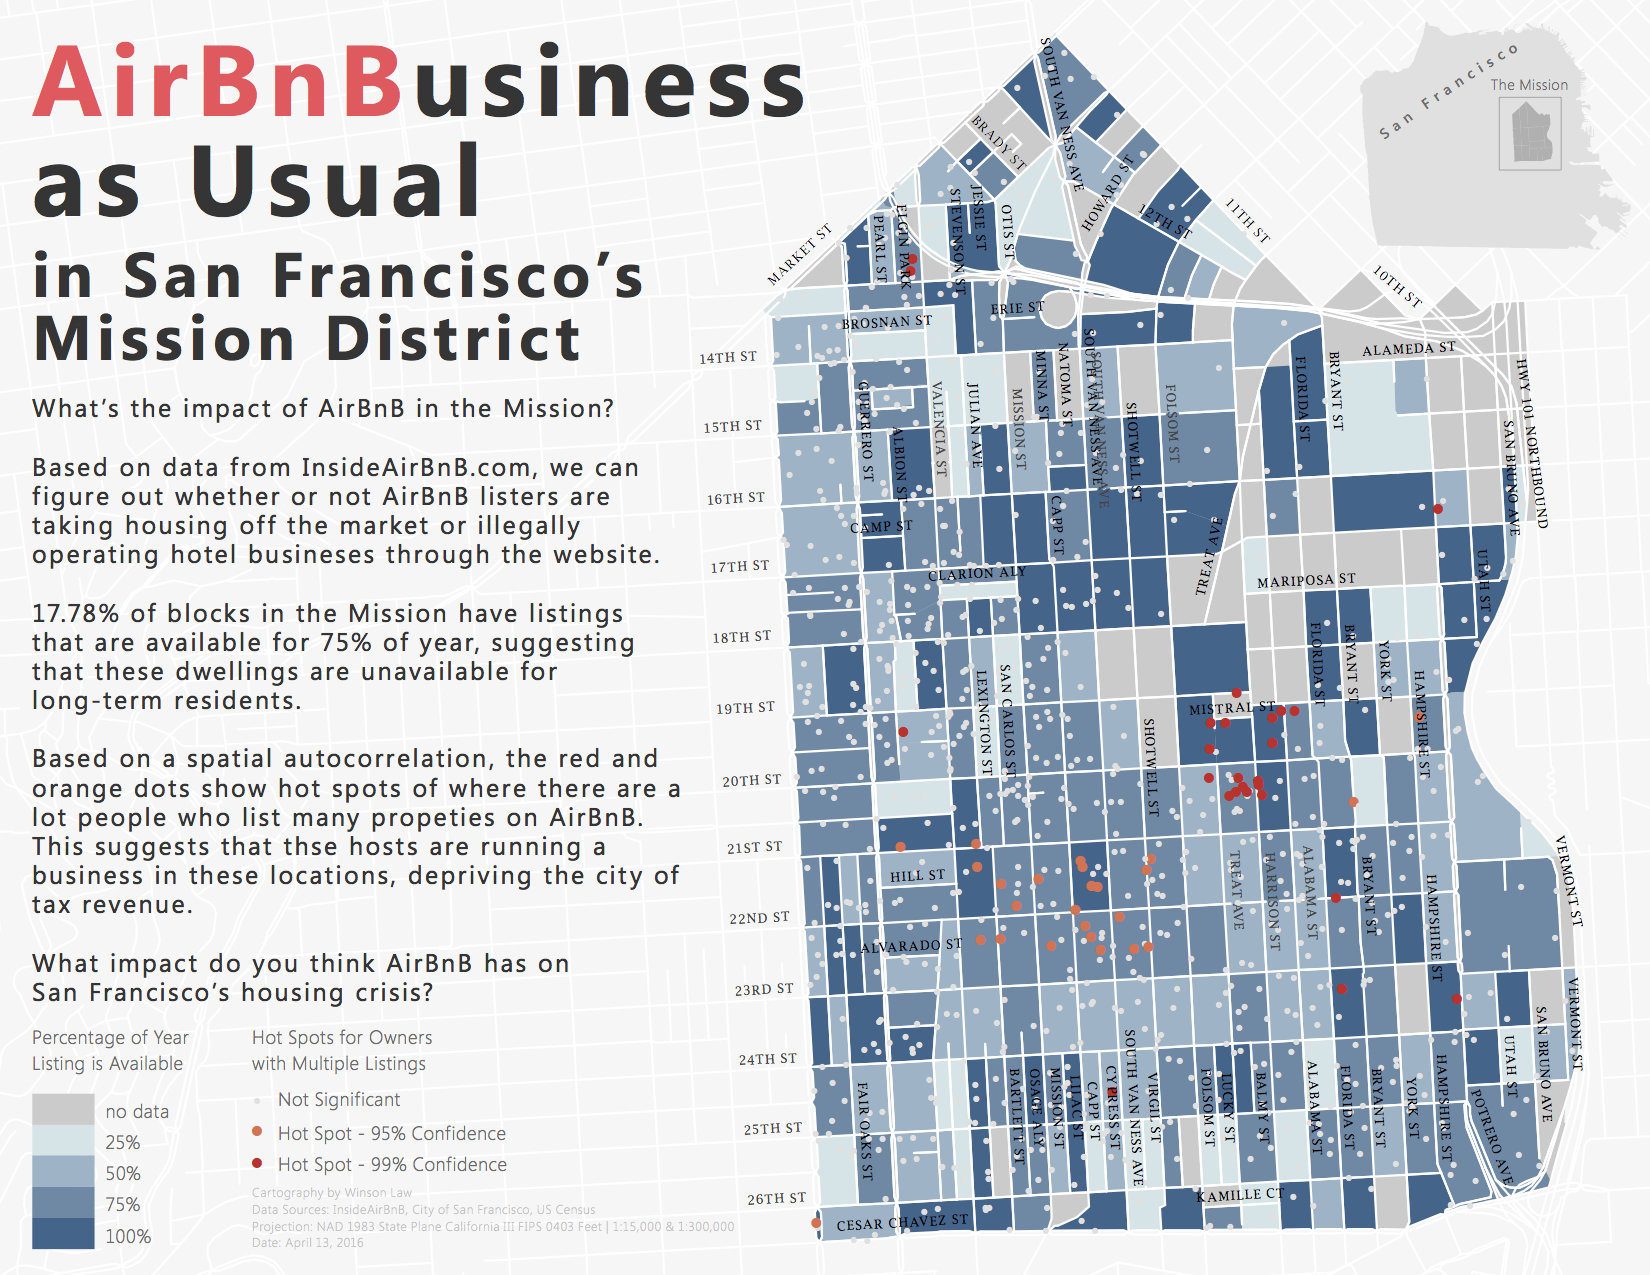 AirBnBusiness
as Usual
in San Francisco’s
Mission District
What’s the impact of AirBnB in the Mission?
Based on data from InsideAirBnB.com, we can
figure out whether or not AirBnB listers are
taking housing off the market or illegally
operating hotel busineses through the website.
17.78% of blocks in the Mission have listings
that are available for 75% of year, suggesting
that these dwellings are unavailable for
long-term residents.
Based on a spatial autocorrelation, the red and
orange dots show hot spots of where there are a
lot people who list many propeties on AirBnB.
This suggests that thse hosts are running a
business in these locations, depriving the city of
tax revenue.
What impact do you think AirBnB has on
San Francisco’s housing crisis?
Percentage of Year
Listing is Available
no data
25%
50%
75%
100%
Hot Spots for Owners
with Multiple Listings
Not Significant
Hot Spot - 95% Confidence
Hot Spot - 99% Confidence
Cartography by Winson Law
Data Sources: InsideAirBnB, City of San Francisco, US Census
Projection: NAD 1983 State Plane California III FIPS 0403 Feet | 1:15,000 & 1:300,000
Date: April 13, 2016
San Francisco
The Mission
SOUTH VAN NESS AVE
BRADY ST
HOWARD ST
12TH ST
11TH ST
10TH ST
MARKET ST
PEARL ST
ELGIN PARK
STEVENSON ST
JESSIE ST
OTIS ST
ERIE ST
BROSNAN ST
14TH ST
ALAMEDA ST
GUERRERO ST
ALBION ST
VALENCIA ST
JULIAN AVE
MISSION ST
MINNA ST
NATOMA ST
SOUTH VAN NESS AVE
SOUTH VAN NESS AVE
SHOTWELL ST
FOLSOM ST
FLORIDA ST
BRYANT ST
SAN BRUNO AVE
HWY 101 NORTHBOUND
15TH ST
16TH ST
CAMP ST
CAPP ST
TREAT AVE
17TH ST
CLARION ALY
MARIPOSA ST
UTAH ST
18TH ST
FLORIDA ST
BRYANT ST
YORK ST
HAMPSHIRE ST
LEXINGTON ST
SAN CARLOS ST
19TH ST
MISTRAL ST
SHOTWELL ST
20TH ST
21ST ST
HILL ST
TREAT AVE
HARRISON ST
ALABAMA ST
BRYANT ST
HAMPSHIRE ST
VERMONT ST
22ND ST
ALVARADO ST
23RD ST
VERMONT ST
SAN BRUNO AVE
UTAH ST
24TH ST
FAIR OAKS ST
BARTLETT ST
OSAGE ALY
MISSION ST
LILAC ST
CAPP ST
CYPRESS ST
SOUTH VAN NESS AVE
VIRGIL ST
FOLSOM ST
LUCKY ST
BALMY ST
ALABAMA ST
FLORIDA ST
BRYANT ST
YORK ST
HAMPSHIRE ST
POTRERO AVE
25TH ST
26TH ST
KAMILLE CT
CESAR CHAVEZ ST